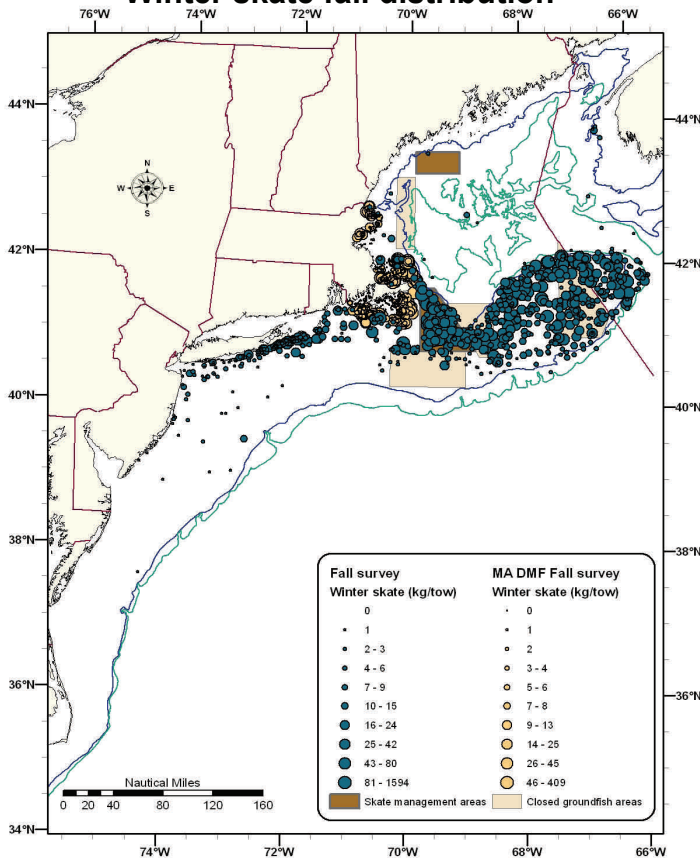 Winter skate fall distribution
76°W 74°W 72°W 70°W 68°W 66°W
44°N 44°N
N
W E
S
42°N 42°N
40°N 40°N
38°N 38°N
36°N 36°N
34°N
Fall survey
Winter skate (kg/tow)
0
1
2 - 3
4 - 6
7 - 9
10 - 15
16 - 24
25 - 42
43 - 80
81 - 1594
Skate management areas
MA DMF Fall survey
Winter skate (kg/tow)
0
1
2
3 - 4
5 - 6
7 - 8
9 - 13
14 - 25
26 - 45
46 - 409
Closed groundfish areas
Nautical Miles
0 20 40 80 120 160
74°W 72°W 70°W 68°W 66°W